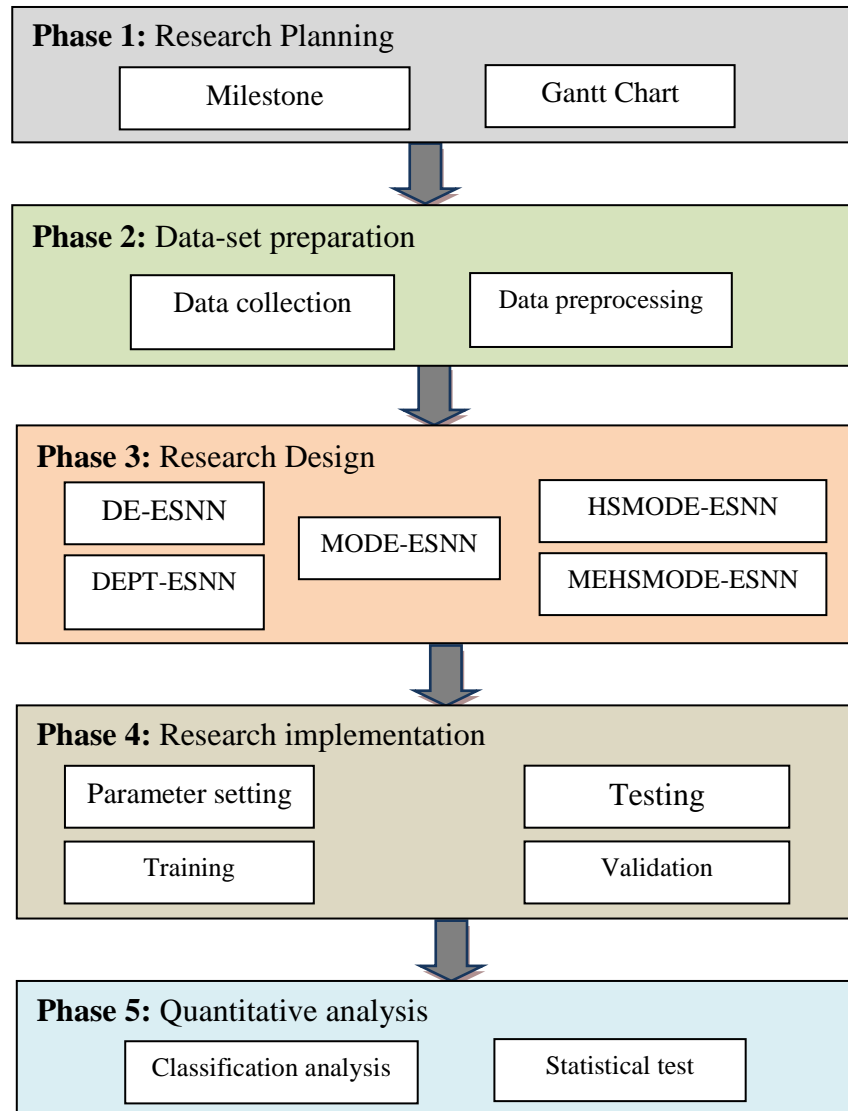 Phase 1: Research Planning
Milestone
Gantt Chart
Phase 2: Data-set preparation
Data collection
Data preprocessing
Phase 3: Research Design
DE-ESNN
HSMODE-ESNN
MODE-ESNN
DEPT-ESNN
MEHSMODE-ESNN
Phase 4: Research implementation
Parameter setting
Testing
Training
Validation
Phase 5: Quantitative analysis
Classification analysis
Statistical test